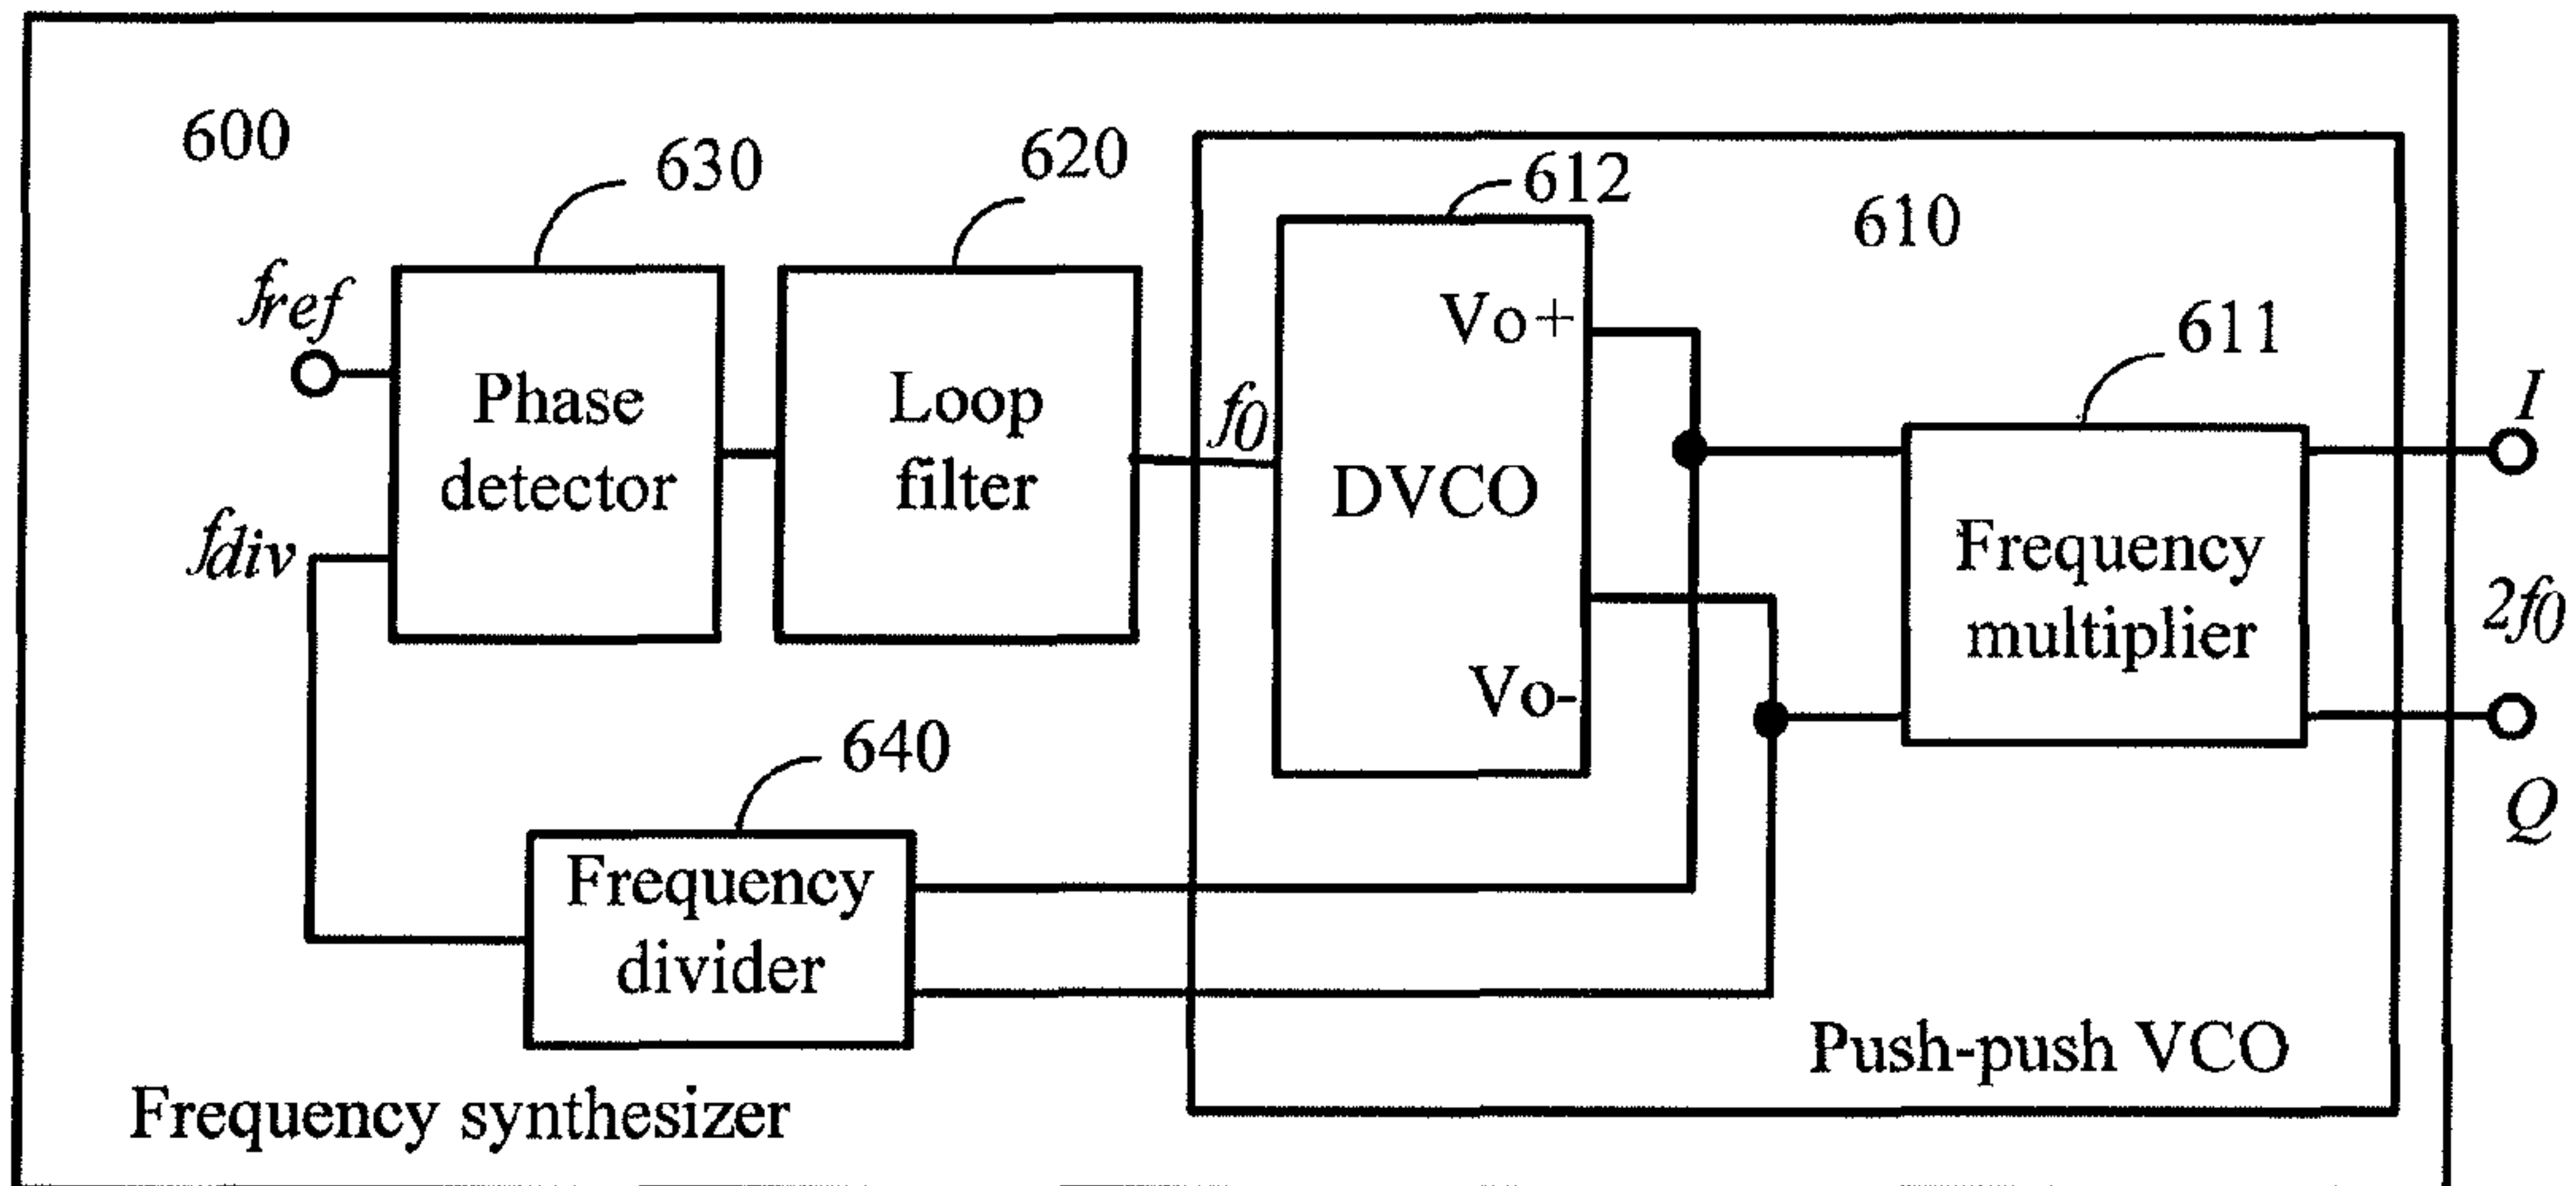 600
630
620
612
610
611
fref
Phase
detector
fdiv
Loop
filter
f0
Vo+
DVCO
Vo-
Frequency
multiplier
I
2f0
Q
640
Frequency
divider
Push-push VCO
Frequency synthesizer